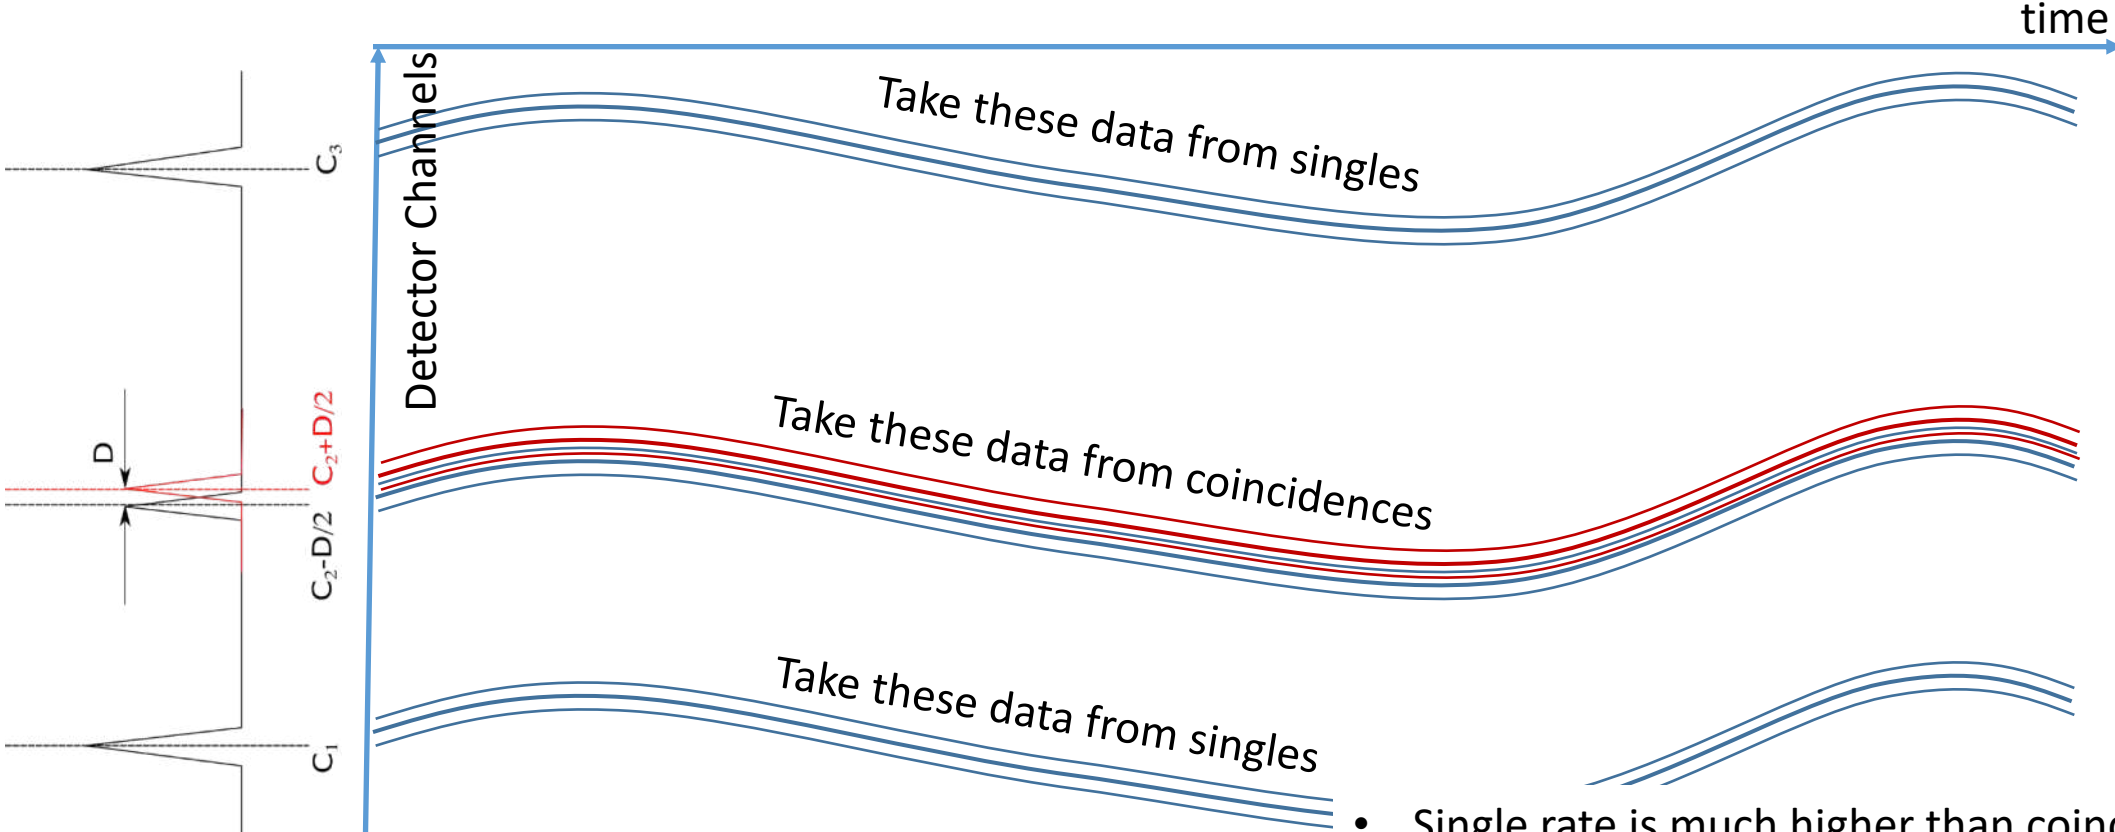 time
Detector Channels
Take these data from singles
C₃
Take these data from coincidences
D
C₂+D/2
C₂-D/2
Take these data from singles
C₁
• Single rate is much higher than